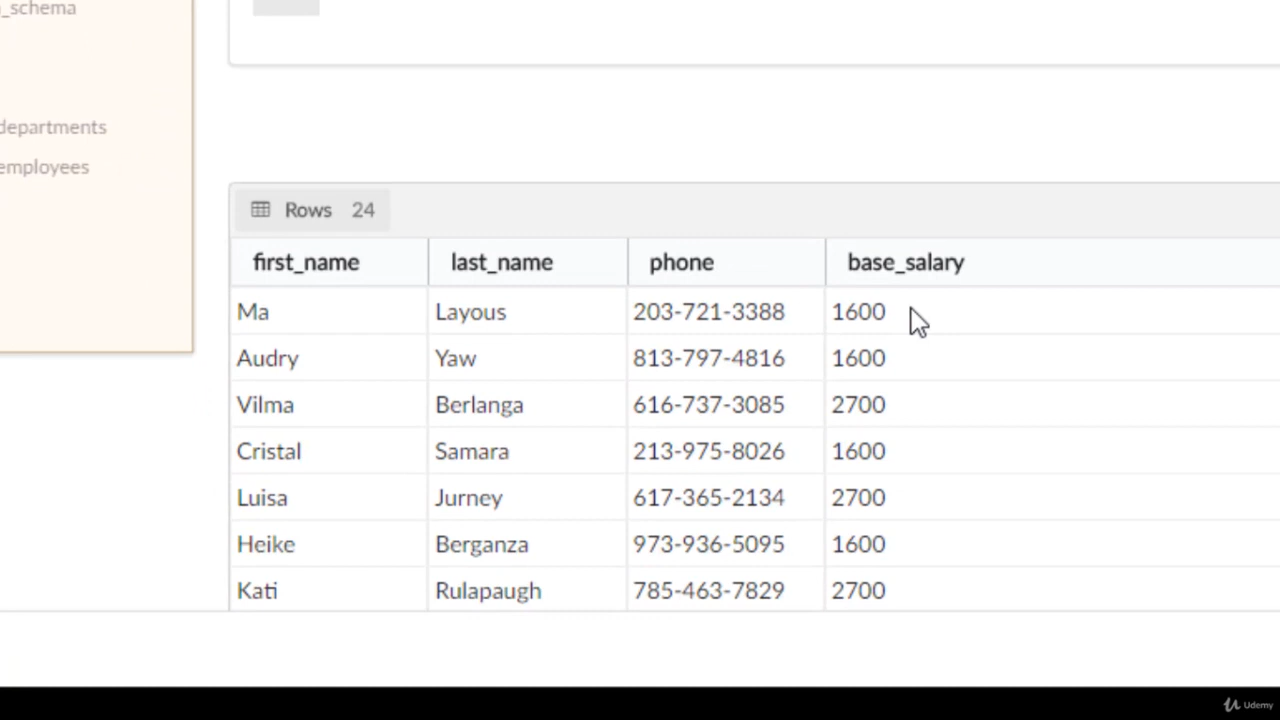 _schema
departments
employees
Rows 24
first_name last_name phone base_salary
Ma Layous 203-721-3388 1600
Audry Yaw 813-797-4816 1600
Vilma Berlanga 616-737-3085 2700
Cristal Samara 213-975-8026 1600
Luisa Jurney 617-365-2134 2700
Heike Berganza 973-936-5095 1600
Kati Rulapaugh 785-463-7829 2700
Udemy